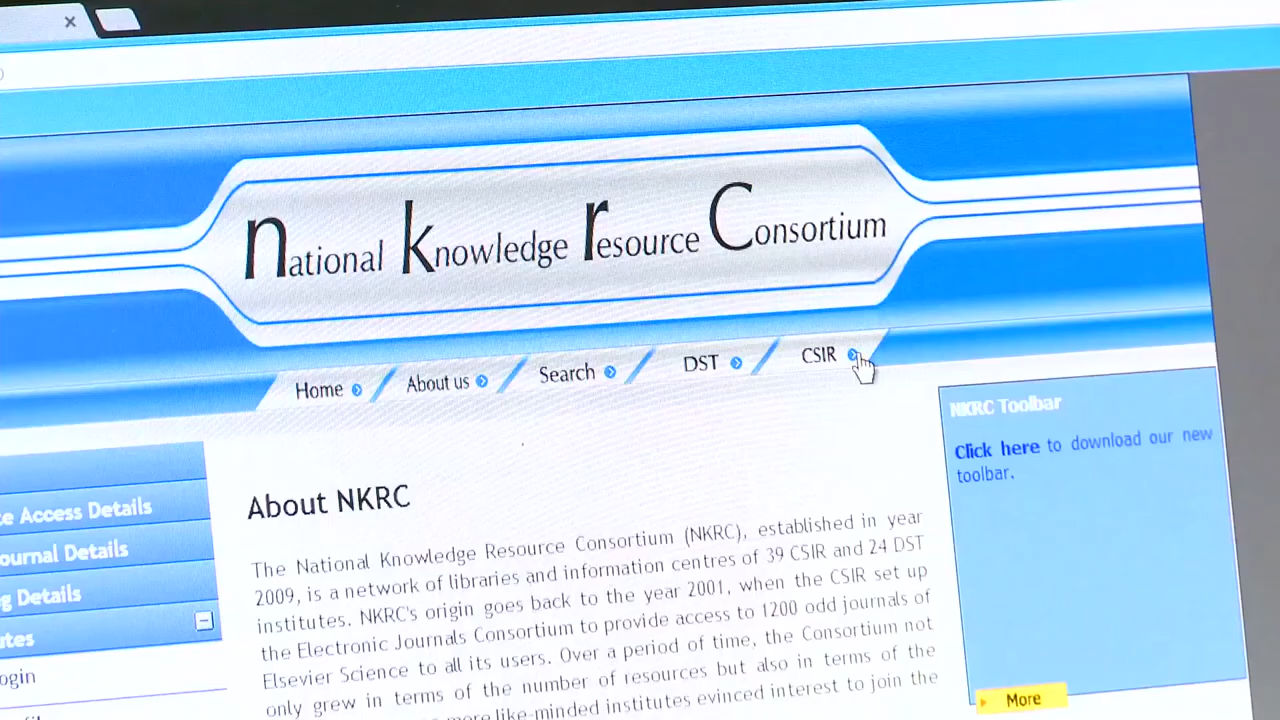 National Knowledge Resource Consortium
Home
About us
Search
DST
CSIR
NKRC Toolbar
Click here to download our new
toolbar.
More
Access Details
Details
Details
About NKRC
The National Knowledge Resource Consortium (NKRC), established in year
2009, is a network of libraries and information centres of 39 CSIR and 24 DST
institutes. NKRC's origin goes back to the year 2001, when the CSIR set up
the Electronic Journals Consortium to provide access to 1200 odd journals of
Elsevier Science to all its users. Over a period of time, the Consortium not
only grew in terms of the number of resources but also in terms of the
like-minded institutes evinced interest to join the